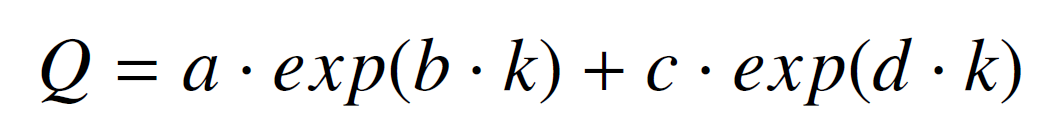 Q = a · exp(b · k) + c · exp(d · k)